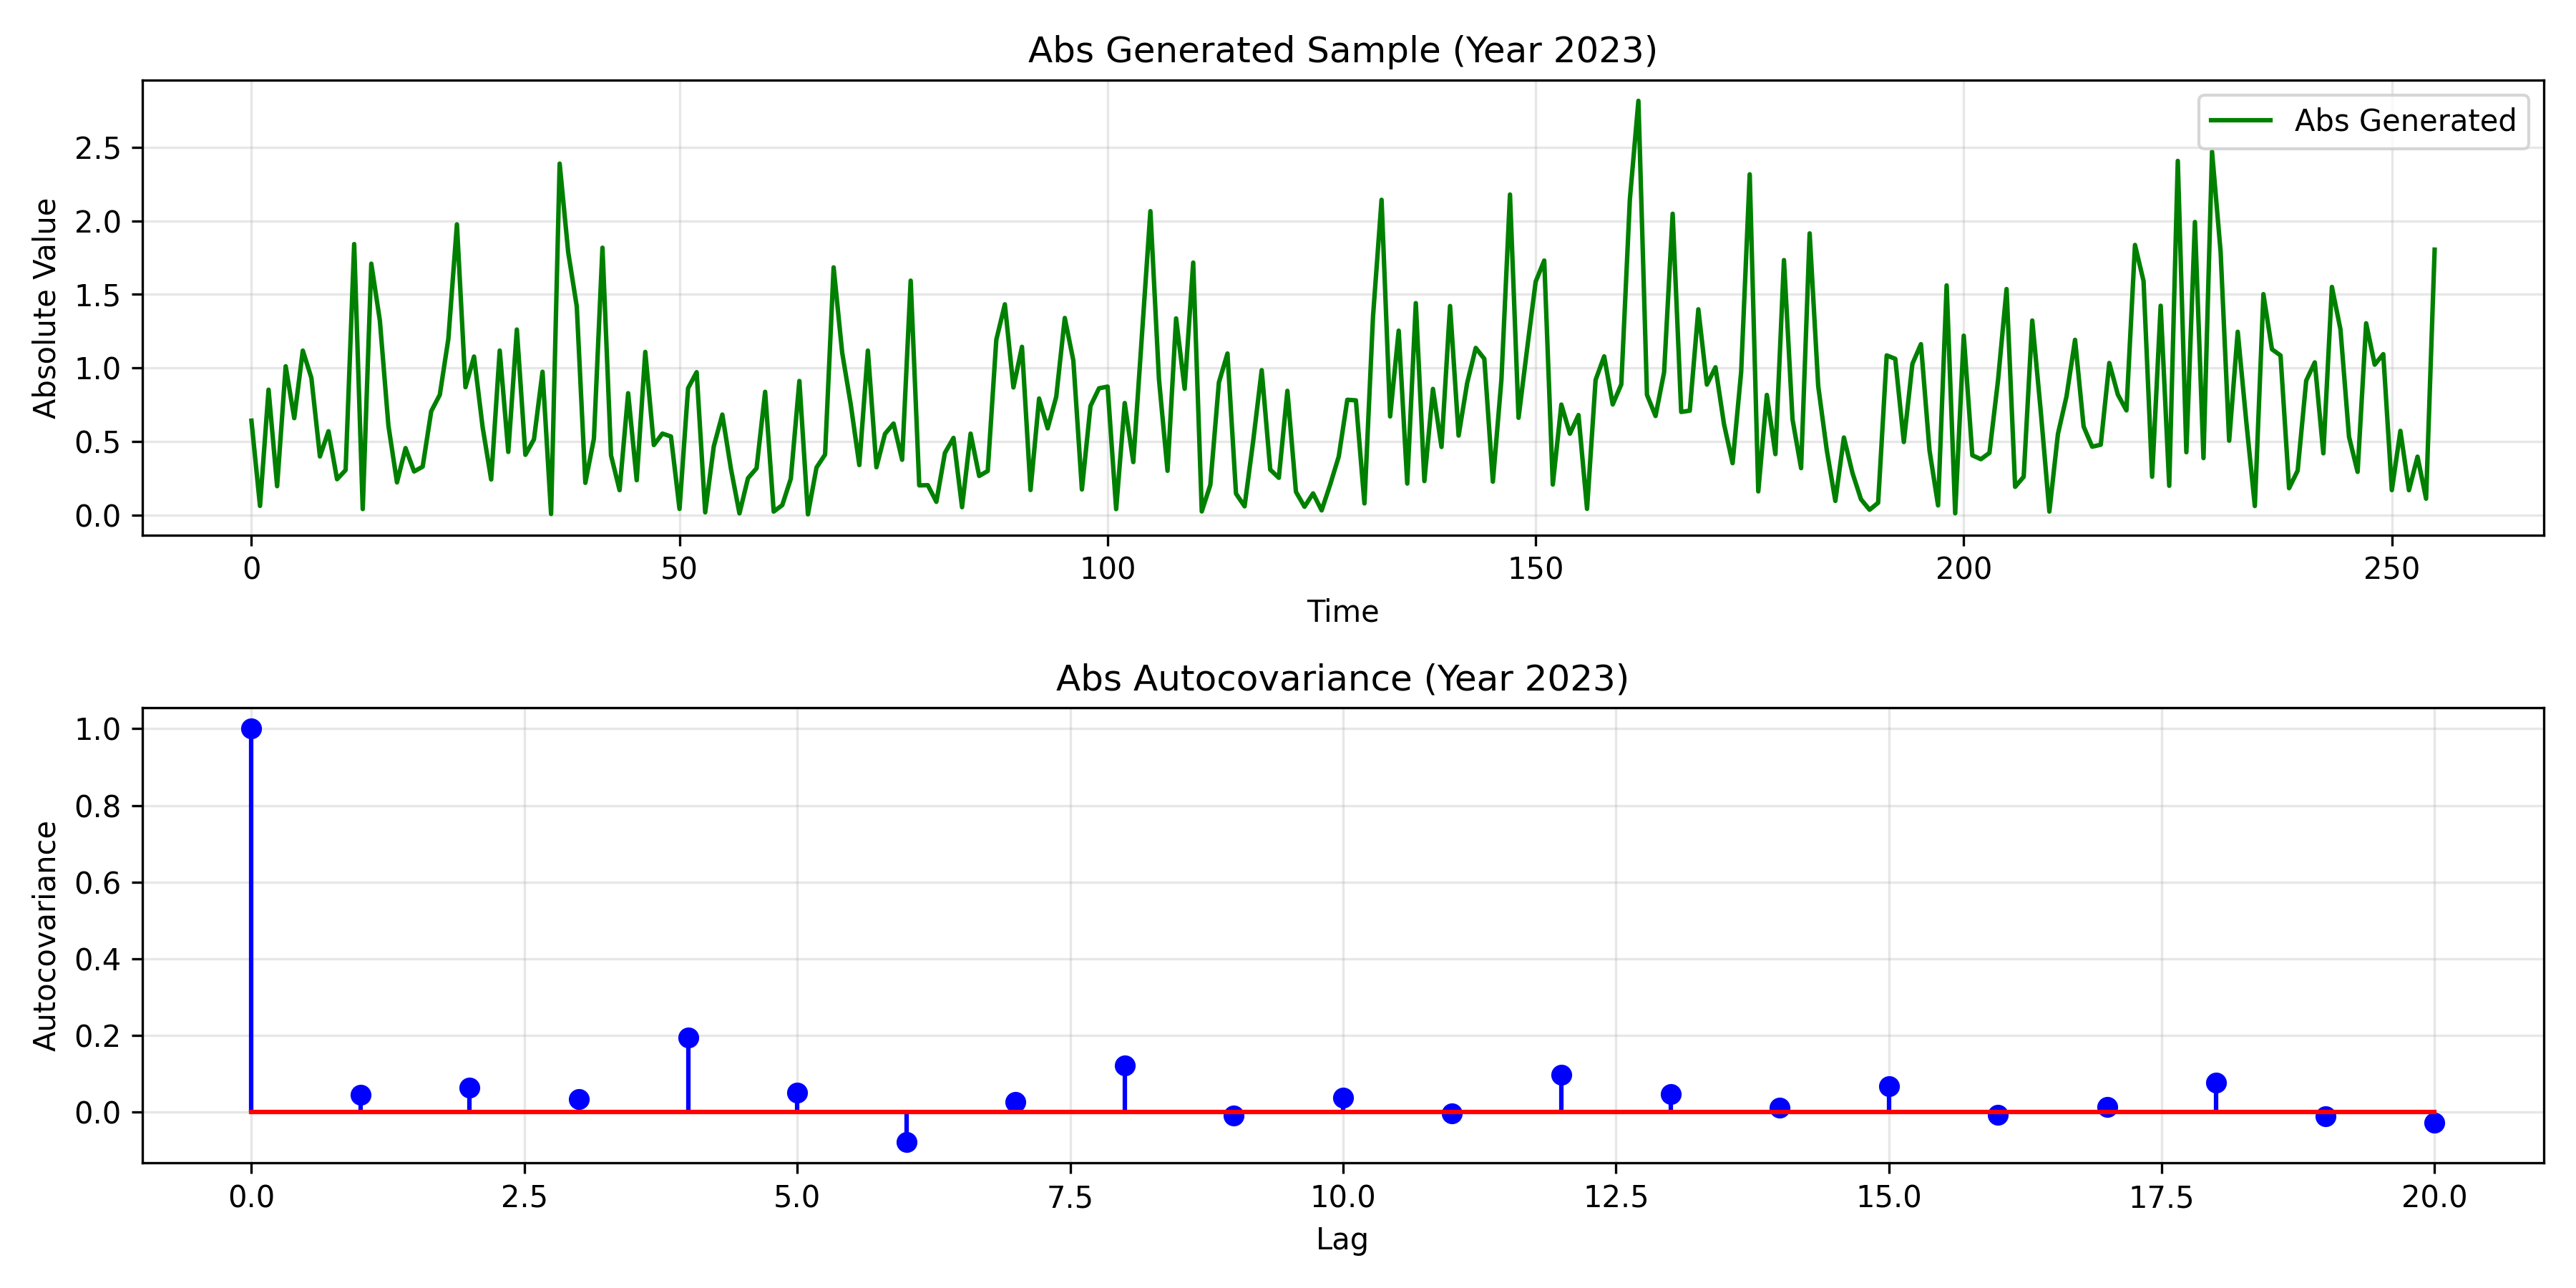 Abs Generated Sample (Year 2023)
Abs Generated
Absolute Value
2.5
2.0
1.5
1.0
0.5
0.0
0 50 100 150 200 250
Time
Abs Autocovariance (Year 2023)
Autocovariance
1.0
0.8
0.6
0.4
0.2
0.0
0.0 2.5 5.0 7.5 10.0 12.5 15.0 17.5 20.0
Lag